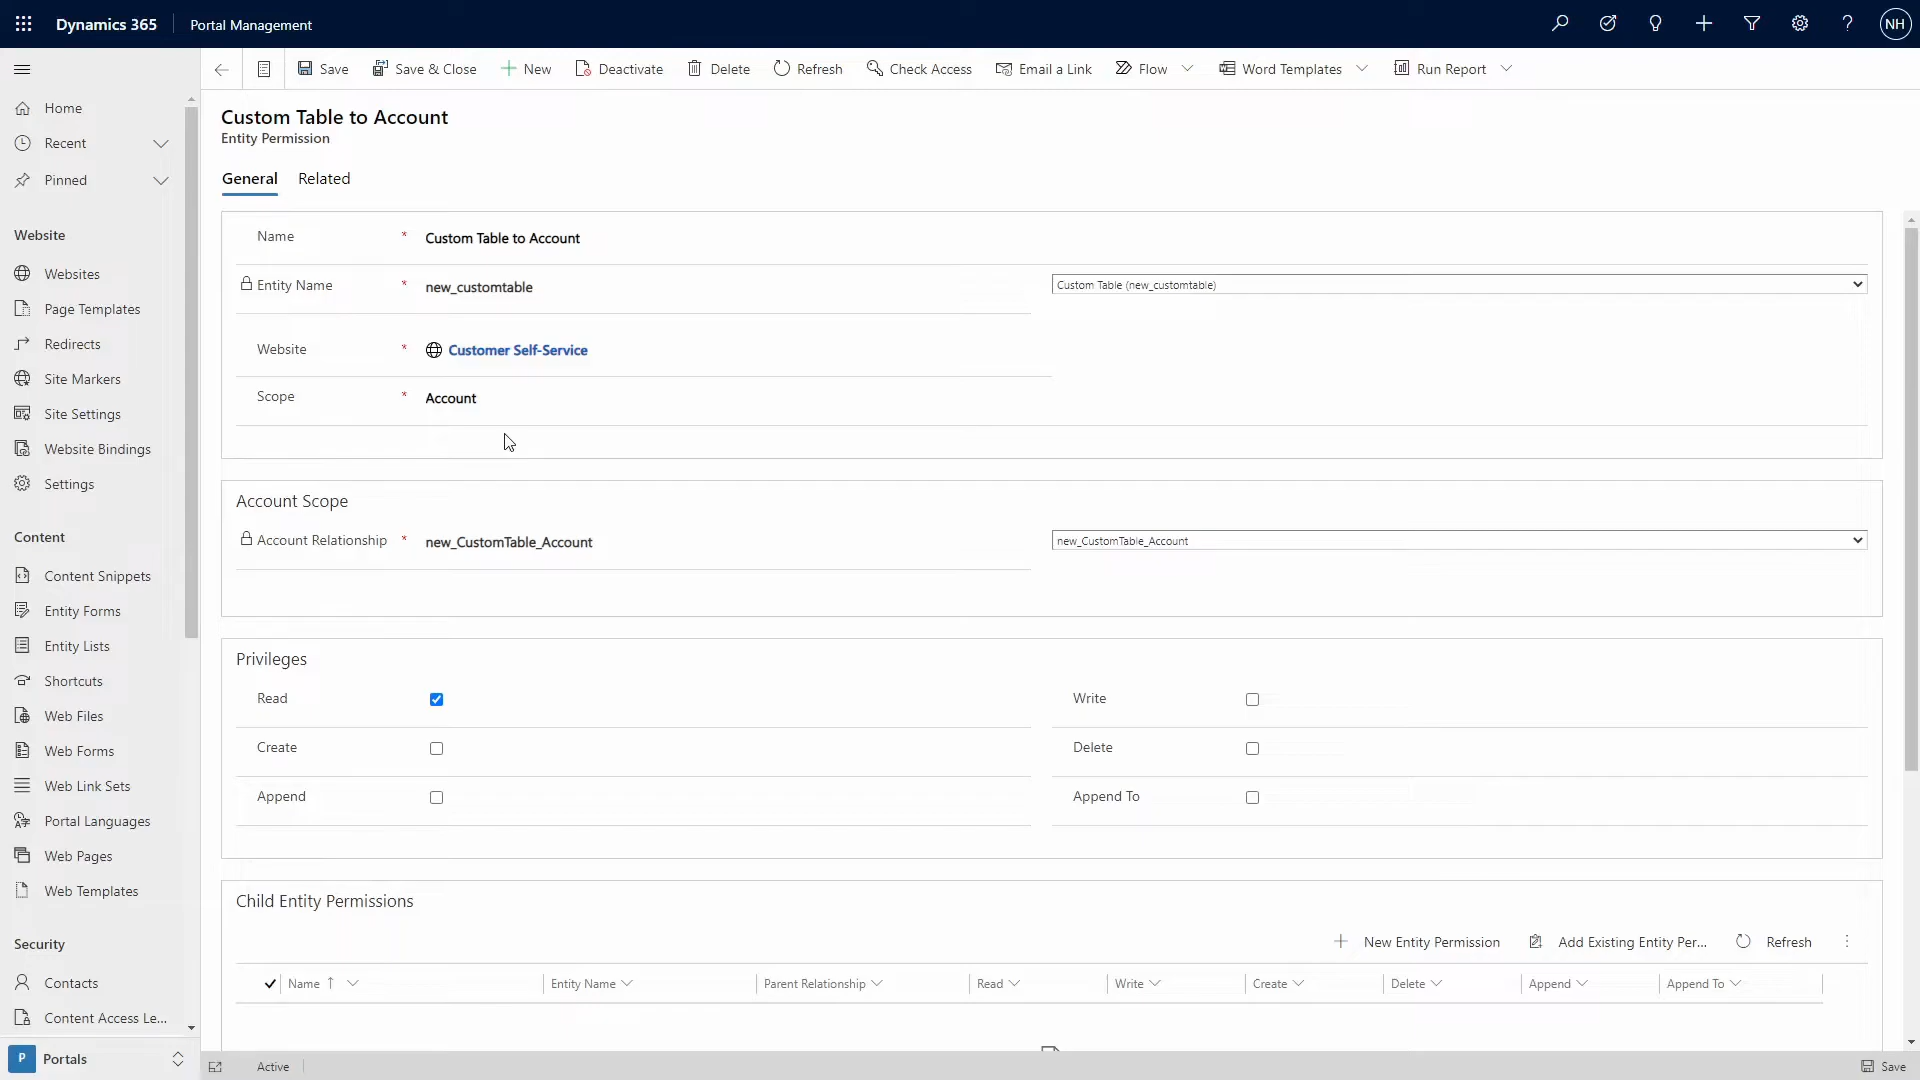 Dynamics 365
Portal Management
NH
Save
Save & Close
New
Deactivate
Delete
Refresh
Check Access
Email a Link
Flow
Word Templates
Run Report
Home
Recent
Pinned
Website
Websites
Page Templates
Redirects
Site Markers
Site Settings
Website Bindings
Settings
Content
Content Snippets
Entity Forms
Entity Lists
Shortcuts
Web Files
Web Forms
Web Link Sets
Portal Languages
Web Pages
Web Templates
Security
Contacts
Content Access Le...
P
Portals
Custom Table to Account
Entity Permission
General
Related
Name * Custom Table to Account
Entity Name * new_customtable
Custom Table (new_customtable)
Website * Customer Self-Service
Scope * Account
Account Scope
Account Relationship * new_CustomTable_Account
new_CustomTable_Account
Privileges
Read
Write
Create
Delete
Append
Append To
Child Entity Permissions
New Entity Permission
Add Existing Entity Per...
Refresh
Name
Entity Name
Parent Relationship
Read
Write
Create
Delete
Append
Append To
Active
Save